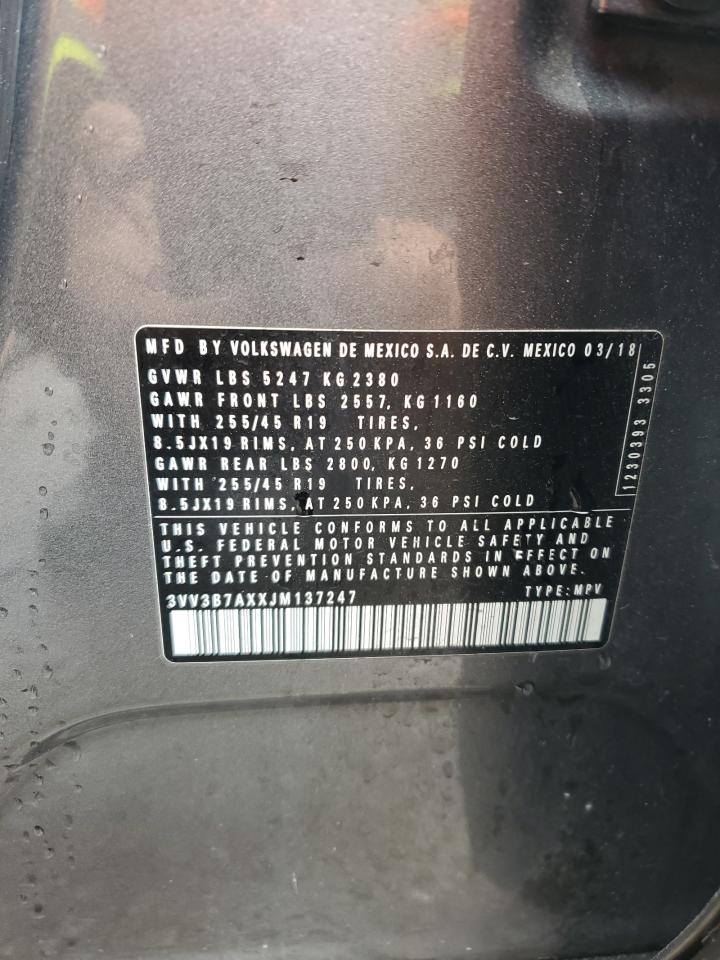 MFD BY VOLKSWAGEN DE MEXICO S.A. DE C.V. MEXICO 03/18
GVWR LBS 5247 KG 2380
GAWR FRONT LBS 2557, KG 1160
WITH 255/45 R19 TIRES,
8.5JX19 RIMS, AT 250 KPA, 36 PSI COLD
GAWR REAR LBS 2800, KG 1270
WITH 255/45 R19 TIRES,
8.5JX19 RIMS, AT 250 KPA, 36 PSI COLD
1230393 3305
THIS VEHICLE CONFORMS TO ALL APPLICABLE
U.S. FEDERAL MOTOR VEHICLE SAFETY AND
THEFT PREVENTION STANDARDS IN EFFECT ON
THE DATE OF MANUFACTURE SHOWN ABOVE.
3VV3B7AXXJM137247 TYPE: MPV